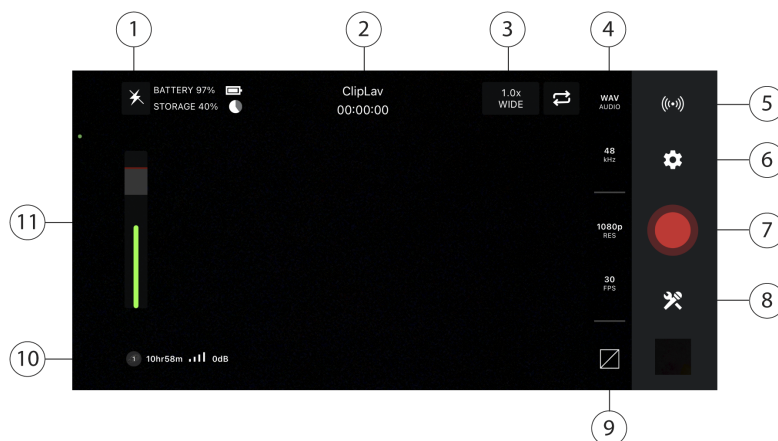 1
2
3
4
BATTERY 97%
STORAGE 40%
ClipLav
00:00:00
1.0x
WIDE
WAV
AUDIO
5
48
kHz
6
11
1080p
RES
7
30
FPS
8
10
1 10hr58m 0dB
9